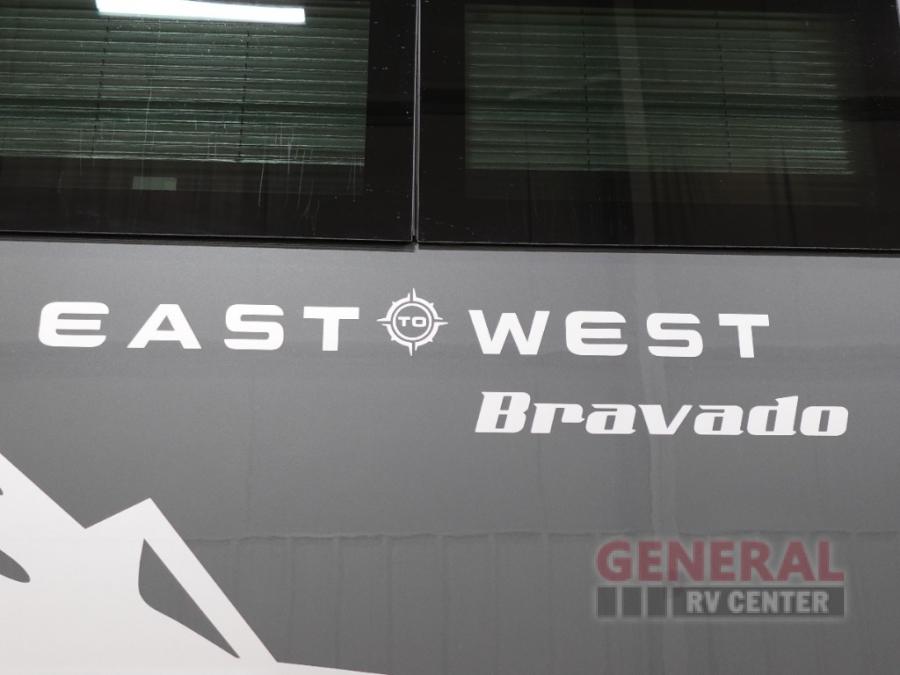 EAST TO WEST
Bravado
GENERAL
RV CENTER